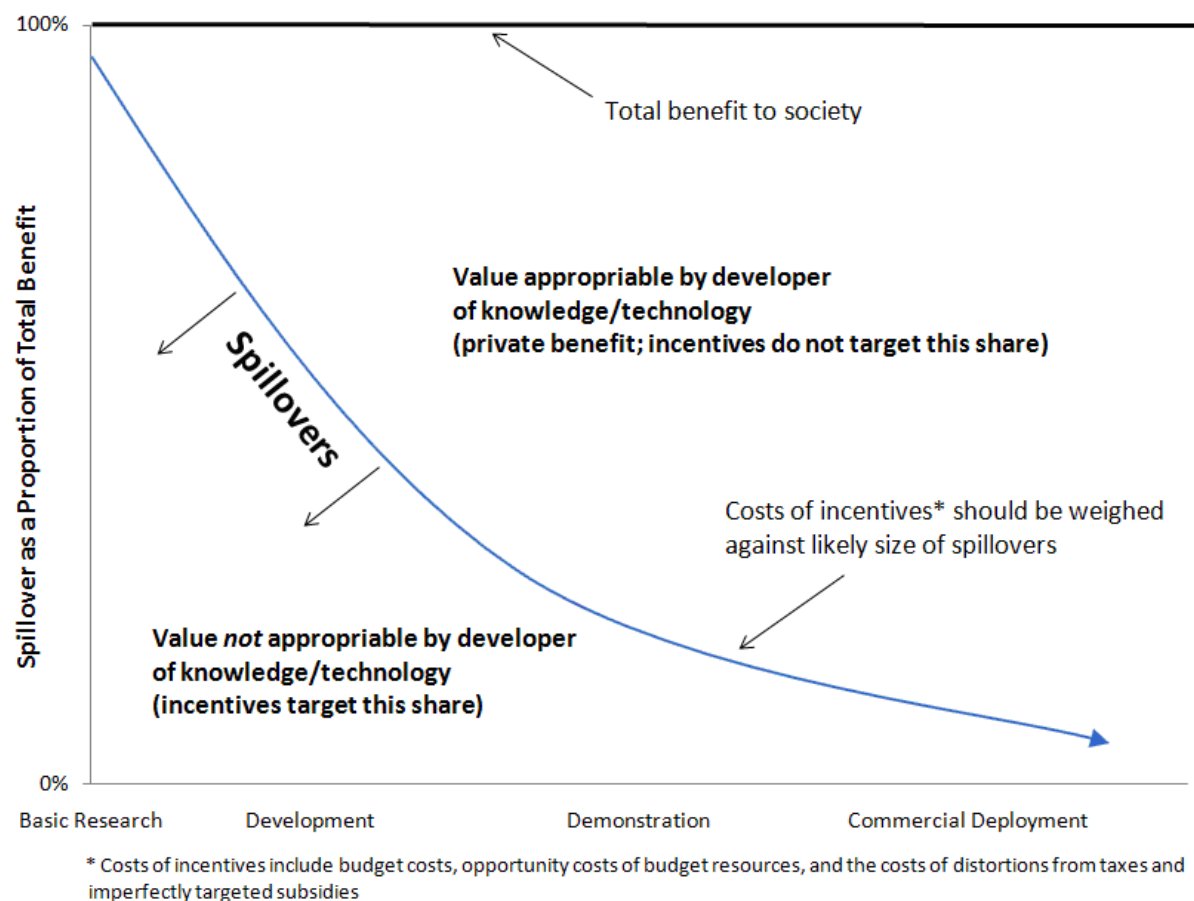 100%
Total benefit to society
Spillover as a Proportion of Total Benefit
Value appropriable by developer
of knowledge/technology
(private benefit; incentives do not target this share)
Spillovers
Costs of incentives* should be weighed
against likely size of spillovers
Value not appropriable by developer
of knowledge/technology
(incentives target this share)
0%
Basic Research Development Demonstration Commercial Deployment
* Costs of incentives include budget costs, opportunity costs of budget resources, and the costs of distortions from taxes and
imperfectly targeted subsidies